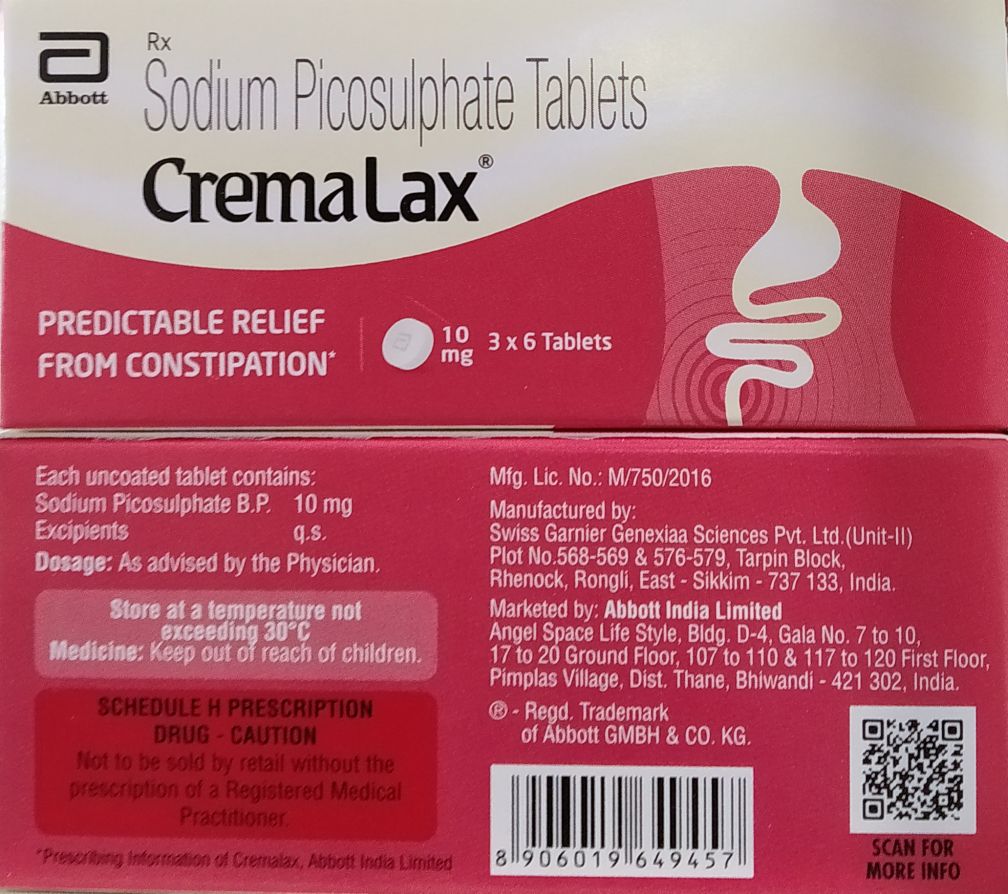 Abbott
Rx
Sodium Picosulphate Tablets
CremaLax®
PREDICTABLE RELIEF
FROM CONSTIPATION*
10
mg
3 x 6 Tablets
Each uncoated tablet contains:
Sodium Picosulphate B.P. 10 mg
Excipients q.s.
Dosage: As advised by the Physician.
Store at a temperature not
exceeding 30°C
Medicine: Keep out of reach of children.
SCHEDULE H PRESCRIPTION
DRUG - CAUTION
Not to be sold by retail without the
prescription of a Registered Medical
Practitioner.
*Prescribing Information of Cremalax, Abbott India Limited
Mfg. Lic. No.: M/750/2016
Manufactured by:
Swiss Garnier Genexiaa Sciences Pvt. Ltd.(Unit-II)
Plot No.568-569 & 576-579, Tarpin Block,
Rhenock, Rongli, East - Sikkim - 737 133, India.
Marketed by: Abbott India Limited
Angel Space Life Style, Bldg. D-4, Gala No. 7 to 10,
17 to 20 Ground Floor, 107 to 110 & 117 to 120 First Floor,
Pimplas Village, Dist. Thane, Bhiwandi - 421 302, India.
® - Regd. Trademark
of Abbott GMBH & CO. KG.
8 906019 649457
SCAN FOR
MORE INFO